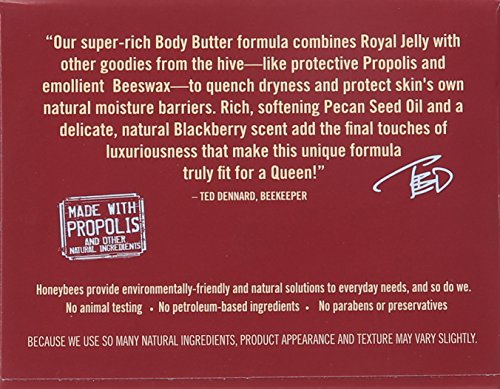 “Our super-rich Body Butter formula combines Royal Jelly with
other goodies from the hive—like protective Propolis and
emollient Beeswax—to quench dryness and protect skin's own
natural moisture barriers. Rich, softening Pecan Seed Oil and a
delicate, natural Blackberry scent add the final touches of
luxuriousness that make this unique formula
truly fit for a Queen!”
– TED DENNARD, BEEKEEPER
TED
MADE WITH
PROPOLIS
AND OTHER
NATURAL INGREDIENTS
Honeybees provide environmentally-friendly and natural solutions to everyday needs, and so do we.
No animal testing • No petroleum-based ingredients • No parabens or preservatives
BECAUSE WE USE SO MANY NATURAL INGREDIENTS, PRODUCT APPEARANCE AND TEXTURE MAY VARY SLIGHTLY.